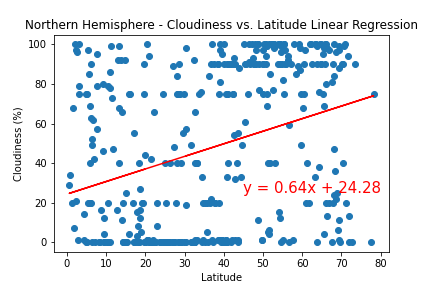 Northern Hemisphere - Cloudiness vs. Latitude Linear Regression
100
80
60
40
20
0
Cloudiness (%)
y = 0.64x + 24.28
0 10 20 30 40 50 60 70 80
Latitude